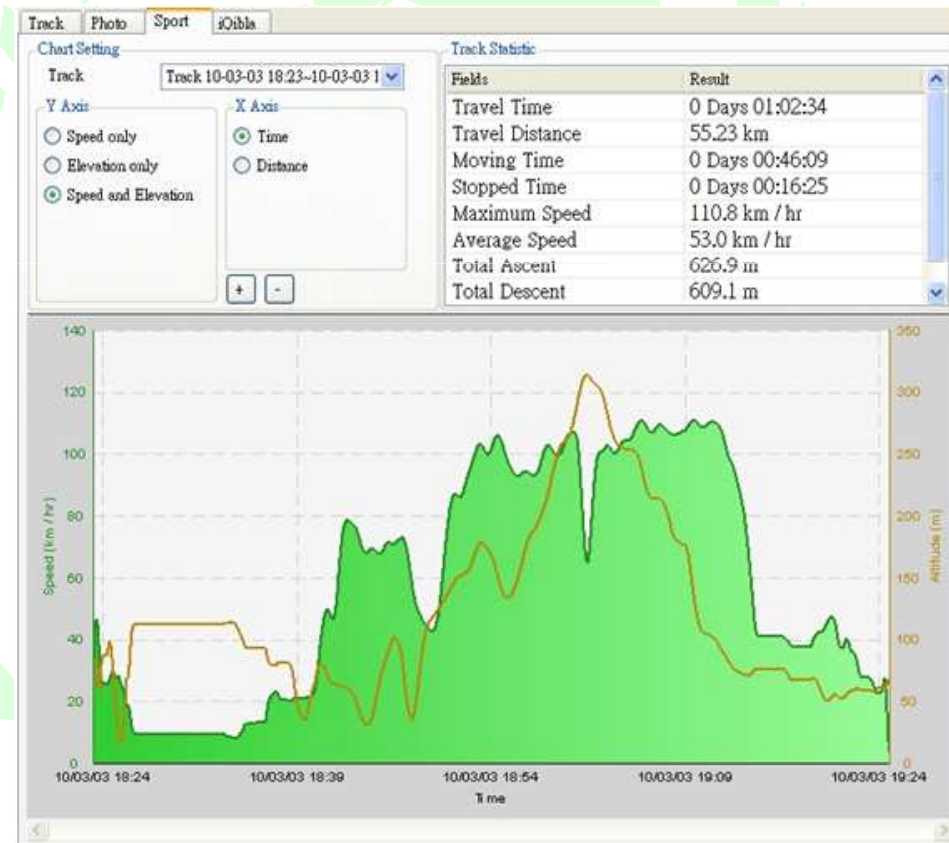 Track Photo Sport iQibla
Chart Setting
Track Track 10-03-03 18:23~10-03-03 1
Y Axis
Speed only
Elevation only
Speed and Elevation
X Axis
Time
Distance
+ -
Track Statistic
Fields Result
Travel Time 0 Days 01:02:34
Travel Distance 55.23 km
Moving Time 0 Days 00:46:09
Stopped Time 0 Days 00:16:25
Maximum Speed 110.8 km / hr
Average Speed 53.0 km / hr
Total Ascent 626.9 m
Total Descent 609.1 m
Speed (km / hr)
140
120
100
80
60
40
20
0
350
300
250
200
150
100
50
0
Altitude (m)
10/03/03 18:24 10/03/03 18:39 10/03/03 18:54 10/03/03 19:09 10/03/03 19:24
Time